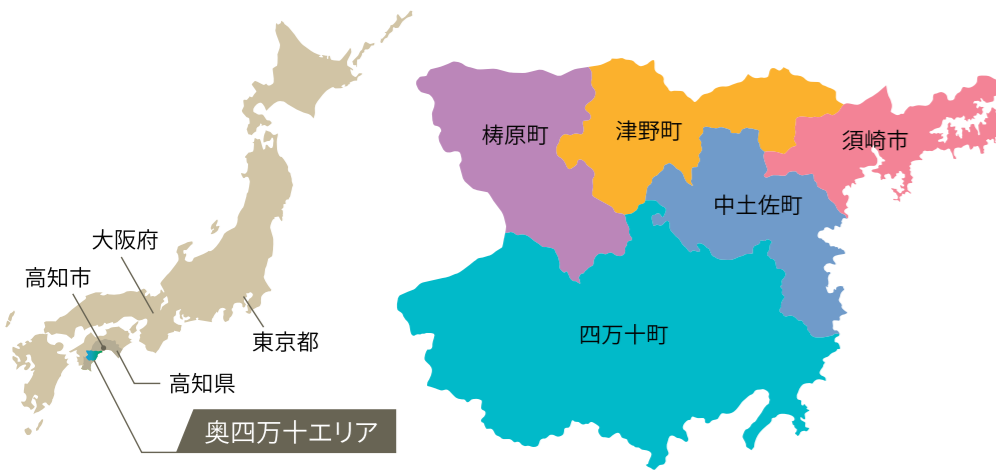 大阪府
高知市
東京都
高知県
奥四万十エリア
梼原町
津野町
須崎市
中土佐町
四万十町